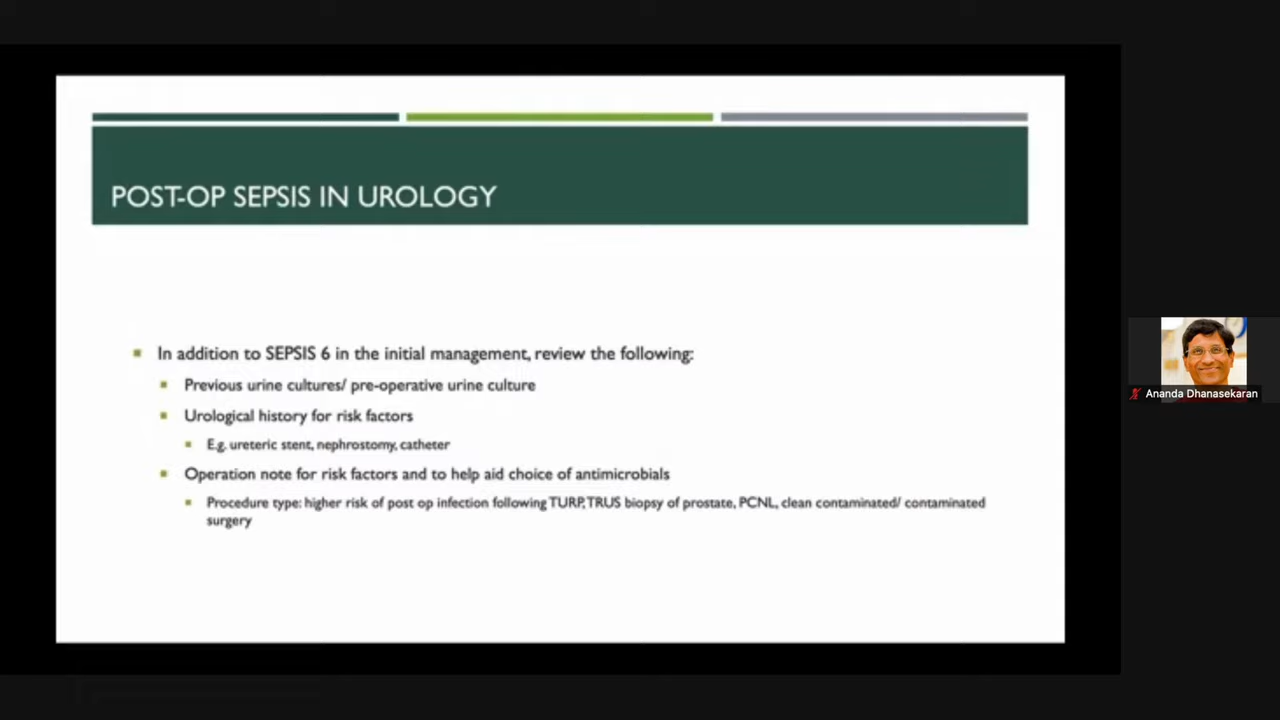 POST-OP SEPSIS IN UROLOGY
In addition to SEPSIS 6 in the initial management, review the following:
Previous urine cultures/ pre-operative urine culture
Urological history for risk factors
E.g. ureteric stent, nephrostomy, catheter
Operation note for risk factors and to help aid choice of antimicrobials
Procedure type: higher risk of post op infection following TURP, TRUS biopsy of prostate, PCNL, clean contaminated/ contaminated
surgery
Ananda Dhanasekaran